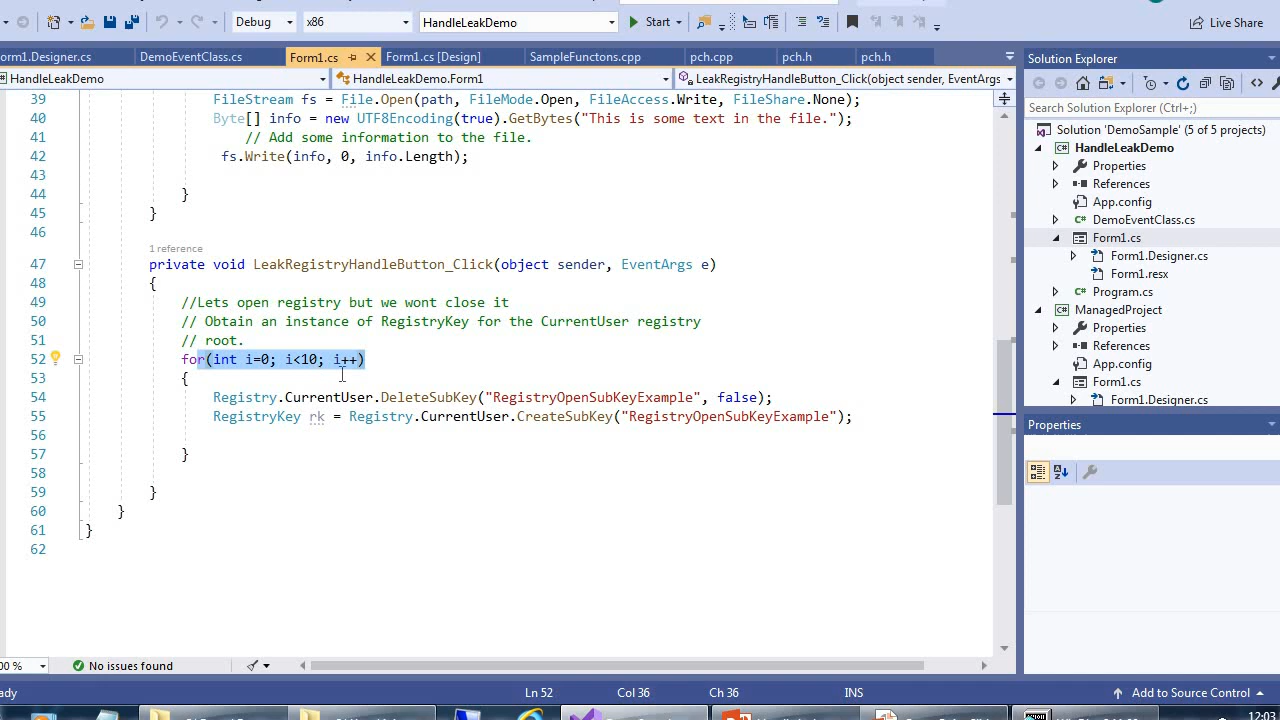 Debug x86 HandleLeakDemo Start Live Share
orm1.Designer.cs DemoEventClass.cs Form1.cs Form1.cs [Design] SampleFunctons.cpp pch.cpp pch.h pch.h
HandleLeakDemo HandleLeakDemo.Form1 LeakRegistryHandleButton_Click(object sender, EventArgs
39 FileStream fs = File.Open(path, FileMode.Open, FileAccess.Write, FileShare.None);
40 Byte[] info = new UTF8Encoding(true).GetBytes("This is some text in the file.");
41 // Add some information to the file.
42 fs.Write(info, 0, info.Length);
43
44 }
45 }
46
1 reference
47 private void LeakRegistryHandleButton_Click(object sender, EventArgs e)
48 {
49 //Lets open registry but we wont close it
50 // Obtain an instance of RegistryKey for the CurrentUser registry
51 // root.
52 for(int i=0; i<10; i++)
53 {
54 Registry.CurrentUser.DeleteSubKey("RegistryOpenSubKeyExample", false);
55 RegistryKey rk = Registry.CurrentUser.CreateSubKey("RegistryOpenSubKeyExample");
56
57 }
58
59 }
60 }
61 }
62
00 % No issues found
Solution Explorer
Search Solution Explorer (Ctrl+;)
Solution 'DemoSample' (5 of 5 projects)
HandleLeakDemo
Properties
References
App.config
DemoEventClass.cs
Form1.cs
Form1.Designer.cs
Form1.resx
Program.cs
ManagedProject
Properties
References
App.config
Form1.cs
Form1.Designer.cs
Properties
ady Ln 52 Col 36 Ch 36 INS Add to Source Control
12:03